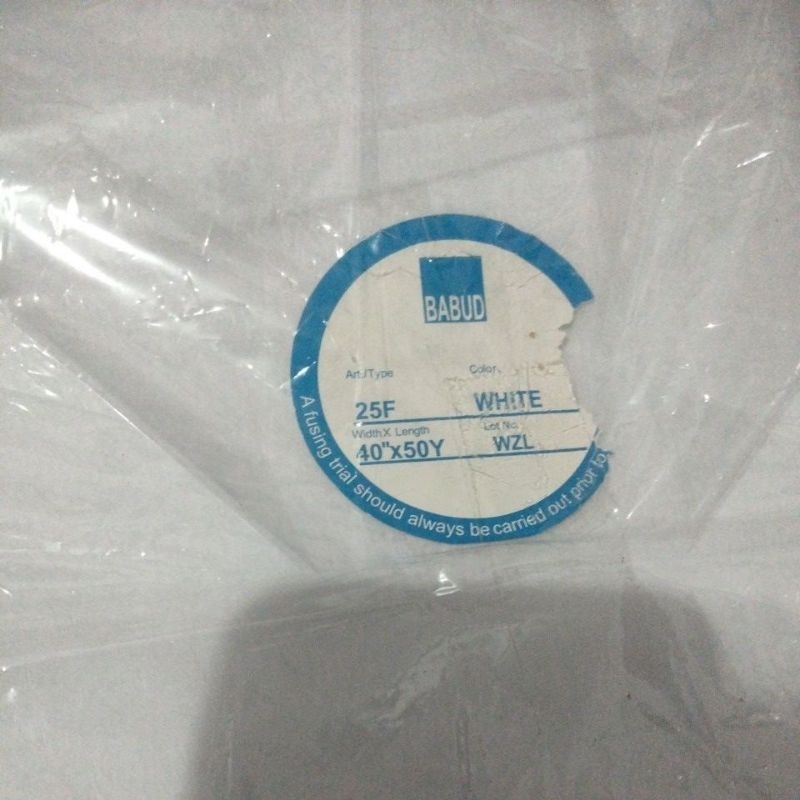 BABUD
Art./Type Color
25F WHITE
Width X Length Lot No.
40"x50Y WZL
A fusing trial should always be carried out prior to